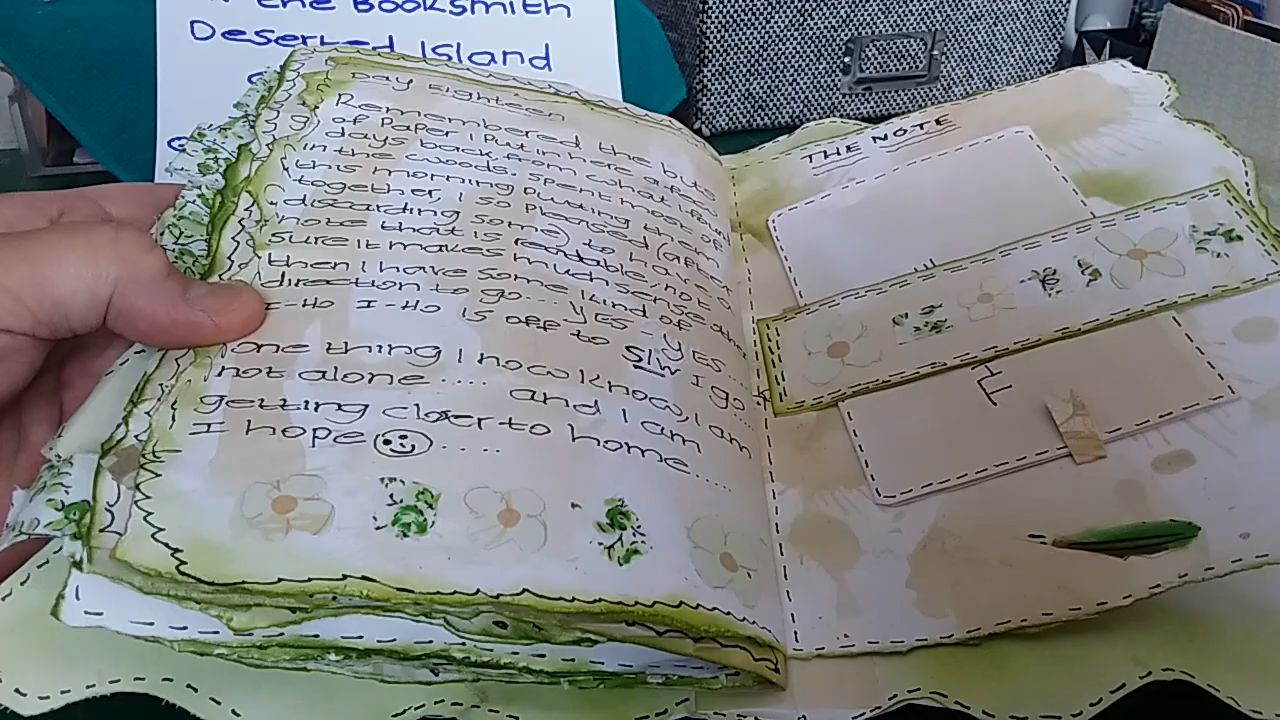 the Booksmith
Deserted Island
Day Eighteen
Remembered the bits
of Paper I Put in here a few
days back, from what I found
in the woods. Spent most of
this morning Putting them
together, I so Pleased (after
discarding some) to have a
note that is readable, not
sure it makes much sense
then I have some kind of
direction to go... YES YES...
I-Ho I-Ho is off to SIW I go...
one thing I now know, I am
not alone.... and I am
getting closer to home....
I hope ....
THE NOTE